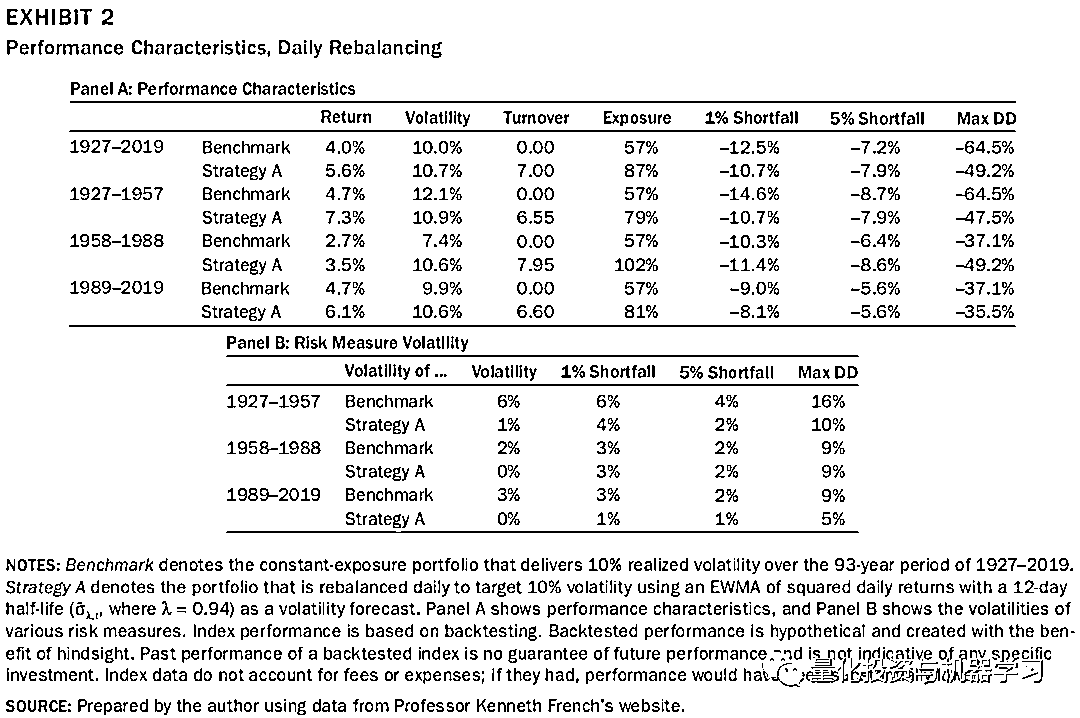 EXHIBIT 2
Performance Characteristics, Daily Rebalancing
Panel A: Performance Characteristics
Return Volatility Turnover Exposure 1% Shortfall 5% Shortfall Max DD
1927–2019 Benchmark 4.0% 10.0% 0.00 57% –12.5% –7.2% –64.5%
Strategy A 5.6% 10.7% 7.00 87% –10.7% –7.9% –49.2%
1927–1957 Benchmark 4.7% 12.1% 0.00 57% –14.6% –8.7% –64.5%
Strategy A 7.3% 10.9% 6.55 79% –10.7% –7.9% –47.5%
1958–1988 Benchmark 2.7% 7.4% 0.00 57% –10.3% –6.4% –37.1%
Strategy A 3.5% 10.6% 7.95 102% –11.4% –8.6% –49.2%
1989–2019 Benchmark 4.7% 9.9% 0.00 57% –9.0% –5.6% –37.1%
Strategy A 6.1% 10.6% 6.60 81% –8.1% –5.6% –35.5%
Panel B: Risk Measure Volatility
Volatility of ... Volatility 1% Shortfall 5% Shortfall Max DD
1927–1957 Benchmark 6% 6% 4% 16%
Strategy A 1% 4% 2% 10%
1958–1988 Benchmark 2% 3% 2% 9%
Strategy A 0% 3% 2% 9%
1989–2019 Benchmark 3% 3% 2% 9%
Strategy A 0% 1% 1% 5%
NOTES: Benchmark denotes the constant-exposure portfolio that delivers 10% realized volatility over the 93-year period of 1927–2019.
Strategy A denotes the portfolio that is rebalanced daily to target 10% volatility using an EWMA of squared daily returns with a 12-day
half-life (σ̃λ,t, where λ = 0.94) as a volatility forecast. Panel A shows performance characteristics, and Panel B shows the volatilities of
various risk measures. Index performance is based on backtesting. Backtested performance is hypothetical and created with the ben-
efit of hindsight. Past performance of a backtested index is no guarantee of future performance and is not indicative of any specific
investment. Index data do not account for fees or expenses; if they had, performance would have
量化投资与机器学习
SOURCE: Prepared by the author using data from Professor Kenneth French's website.